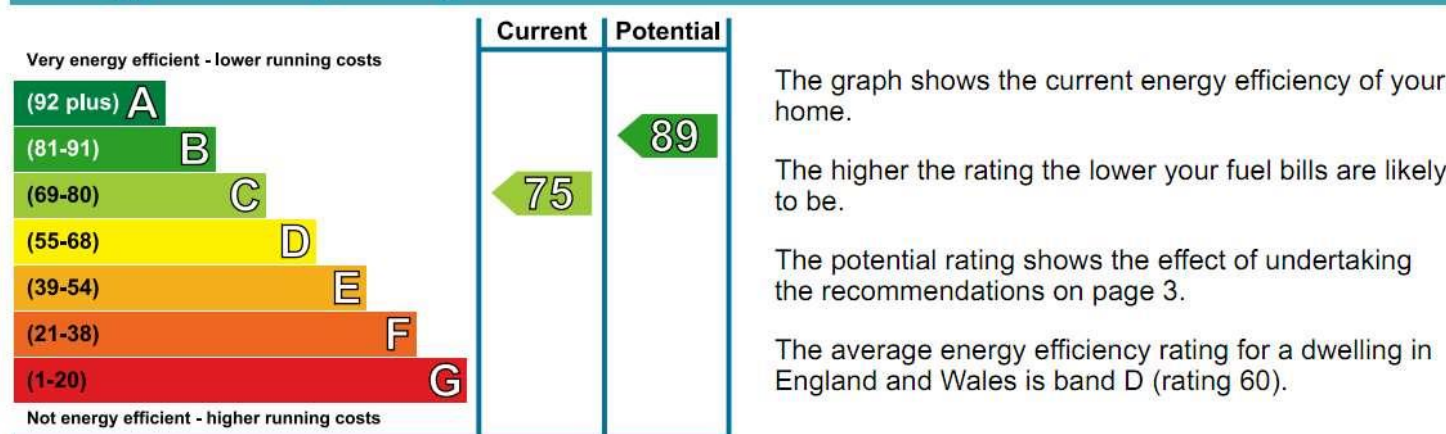 Current Potential
Very energy efficient - lower running costs
(92 plus) A
(81-91) B
(69-80) C
(55-68) D
(39-54) E
(21-38) F
(1-20) G
Not energy efficient - higher running costs
89
75
The graph shows the current energy efficiency of your
home.
The higher the rating the lower your fuel bills are likely
to be.
The potential rating shows the effect of undertaking
the recommendations on page 3.
The average energy efficiency rating for a dwelling in
England and Wales is band D (rating 60).